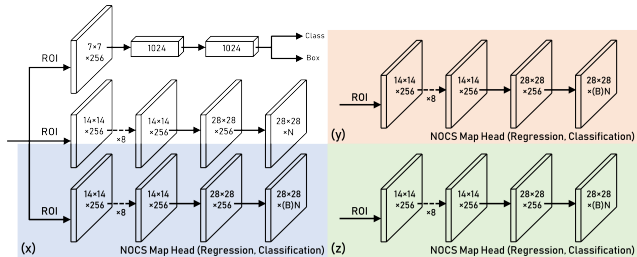 ROI
7×7
×256
1024
1024
Class
Box
ROI
14×14
×256
×8
14×14
×256
28×28
×256
28×28
×N
ROI
14×14
×256
×8
14×14
×256
28×28
×256
28×28
×(B)N
(x)
NOCS Map Head (Regression, Classification)
ROI
14×14
×256
×8
14×14
×256
28×28
×256
28×28
×(B)N
(y)
NOCS Map Head (Regression, Classification)
ROI
14×14
×256
×8
14×14
×256
28×28
×256
28×28
×(B)N
(z)
NOCS Map Head (Regression, Classification)